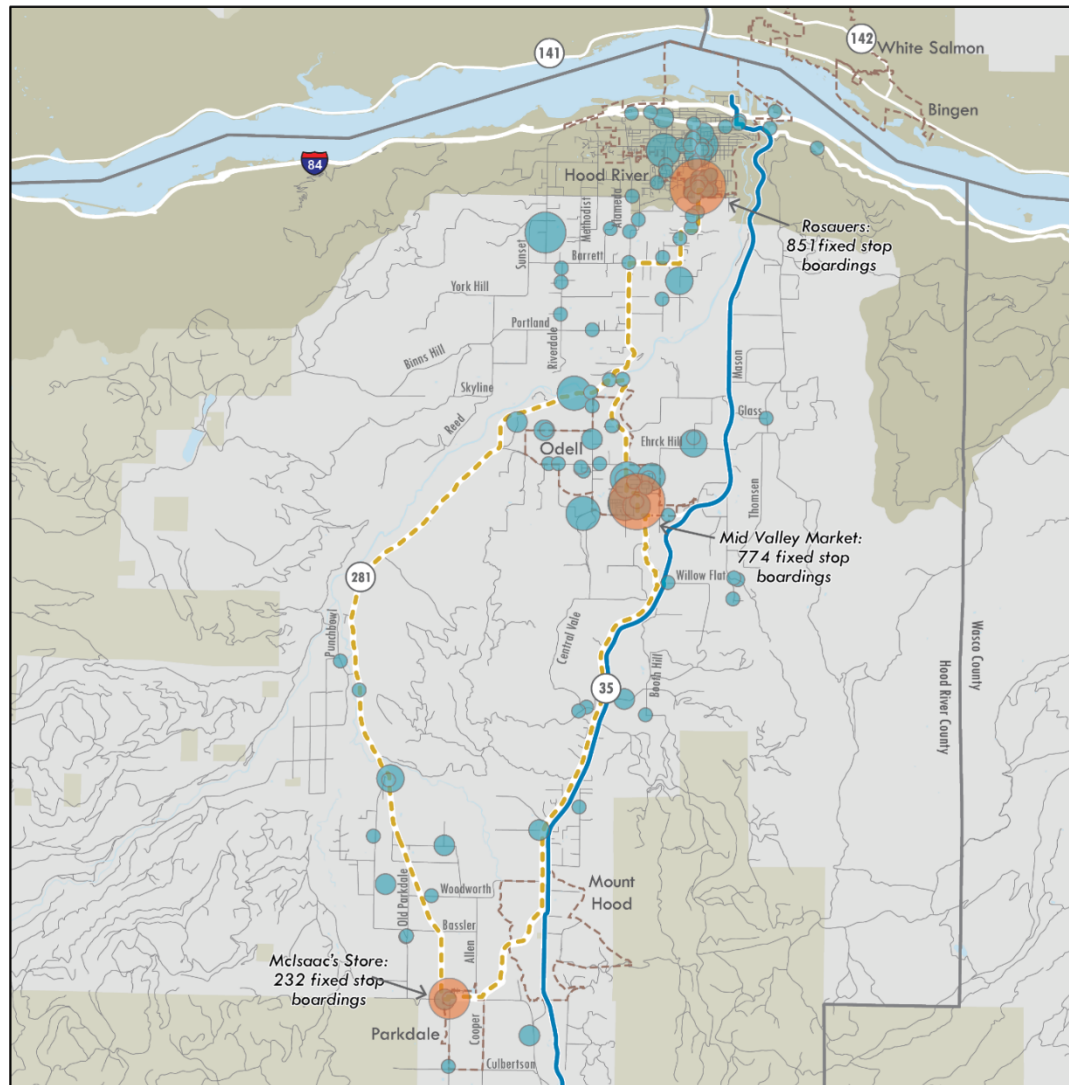 142
White Salmon
141
Bingen
84
Hood River
Rosauers:
851 fixed stop
boardings
Methodist
Alameda
Sunset
Barrett
York Hill
Portland
Riverdale
Binns Hill
Mason
Skyline
Reed
Glass
Odell
Ehrck Hill
Thomsen
Mid Valley Market:
774 fixed stop
boardings
281
Willow Flat
Punchbowl
Central Vale
Booth Hill
Wasco County
Hood River County
35
Mount
Hood
Woodworth
Old Parkdale
Bassler
Allen
McIsaac's Store:
232 fixed stop
boardings
Parkdale
Cooper
Culbertson